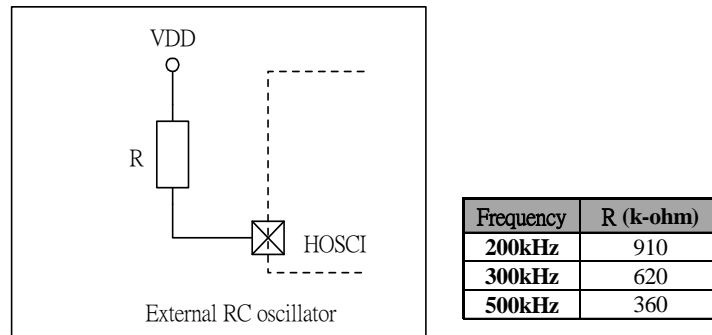 VDD
R
HOSCI
External RC oscillator
Frequency R (k-ohm)
200kHz 910
300kHz 620
500kHz 360